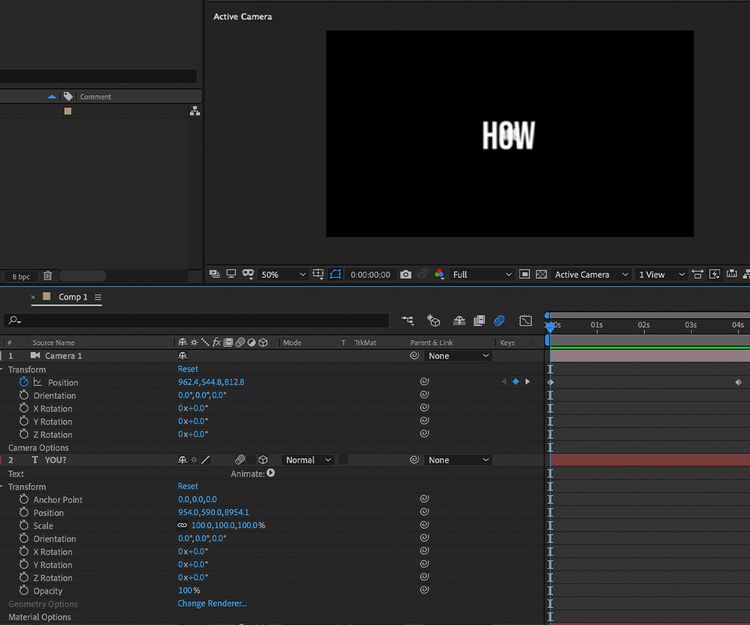 Active Camera
Comment
HOW
8 bpc
50%
0:00:00:00
Full
Active Camera
1 View
× Comp 1
# Source Name Mode T TrkMat Parent & Link Keys
:00s 01s 02s 03s 04s
1 Camera 1 None
Transform Reset
Position 962.4,544.8,812.8
Orientation 0.0°,0.0°,0.0°
X Rotation 0x+0.0°
Y Rotation 0x+0.0°
Z Rotation 0x+0.0°
Camera Options
2 T YOU? Normal None
Text Animate:
Transform Reset
Anchor Point 0.0,0.0,0.0
Position 954.0,590.0,8954.1
Scale 100.0,100.0,100.0%
Orientation 0.0°,0.0°,0.0°
X Rotation 0x+0.0°
Y Rotation 0x+0.0°
Z Rotation 0x+0.0°
Opacity 100%
Geometry Options Change Renderer...
Material Options